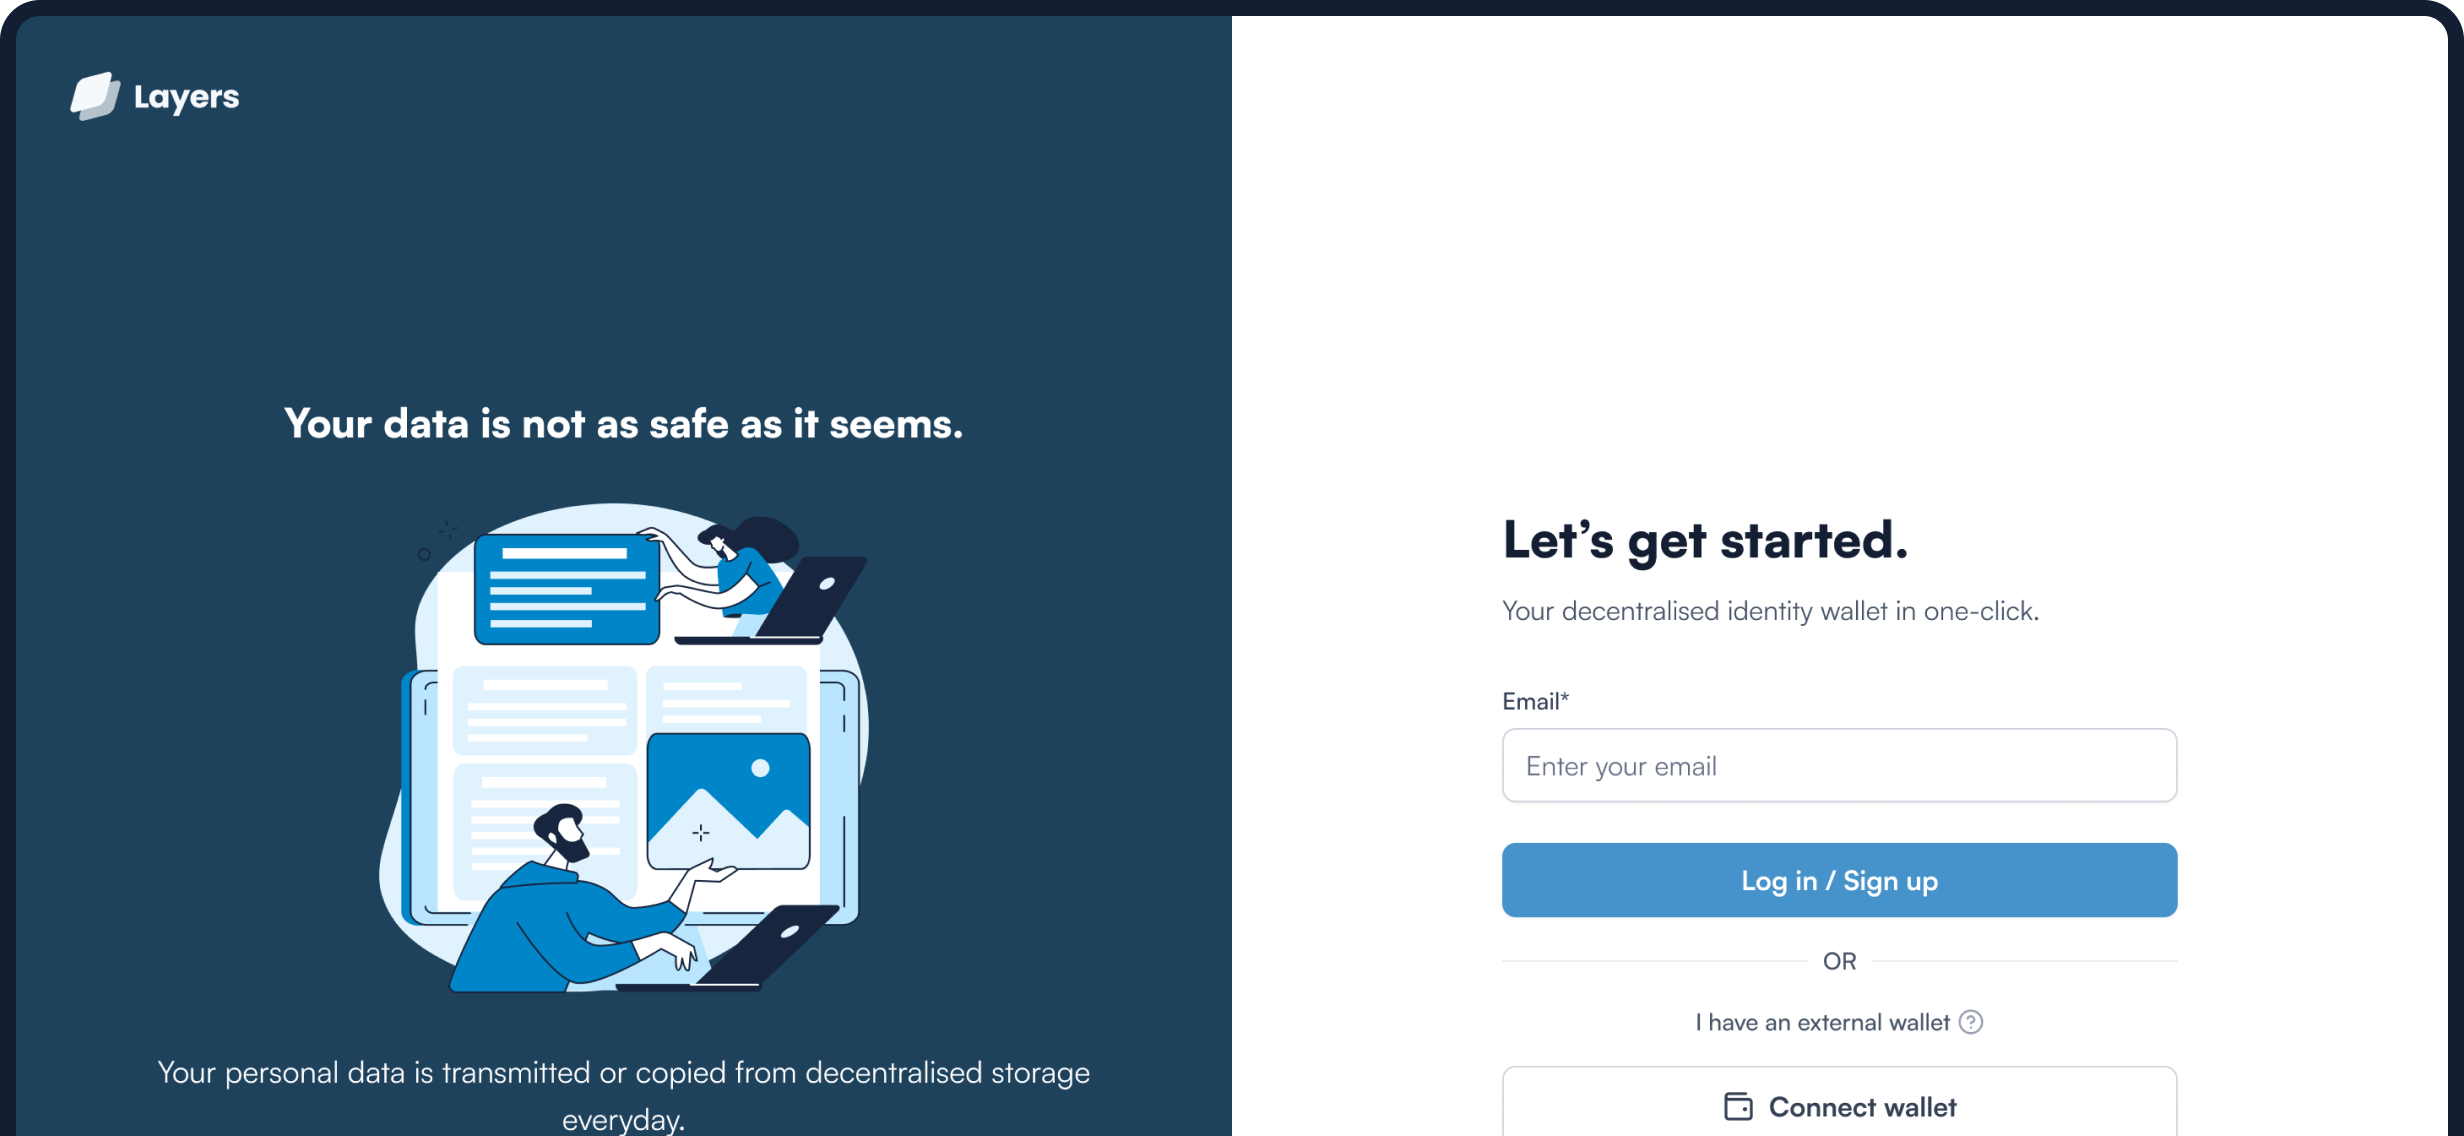 Layers
Your data is not as safe as it seems.
Your personal data is transmitted or copied from decentralised storage
everyday.
Let’s get started.
Your decentralised identity wallet in one-click.
Email*
Enter your email
Log in / Sign up
OR
I have an external wallet ?
Connect wallet